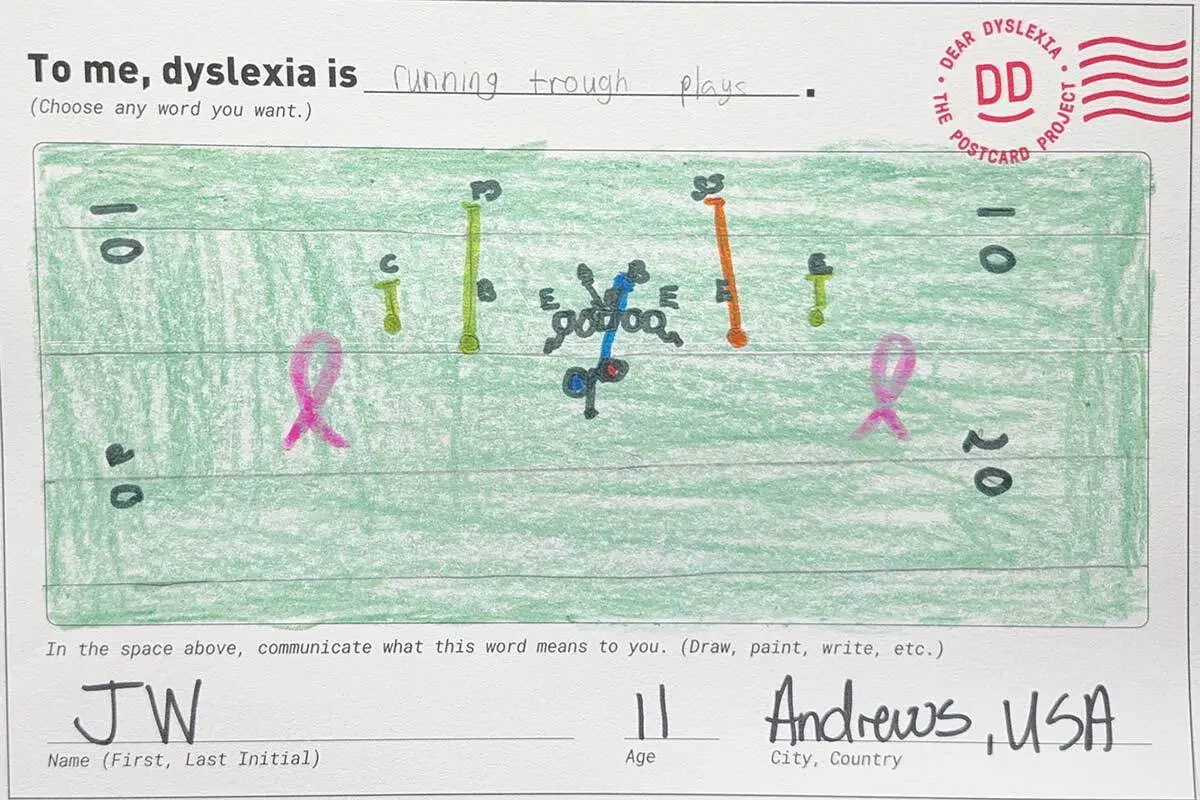 To me, dyslexia is running trough plays.
(Choose any word you want.)
• DEAR DYSLEXIA • THE POSTCARD PROJECT
DD
B SS
10 10
C C
B E
E B E
20 20
In the space above, communicate what this word means to you. (Draw, paint, write, etc.)
JW 11 Andrews, USA
Name (First, Last Initial) Age City, Country